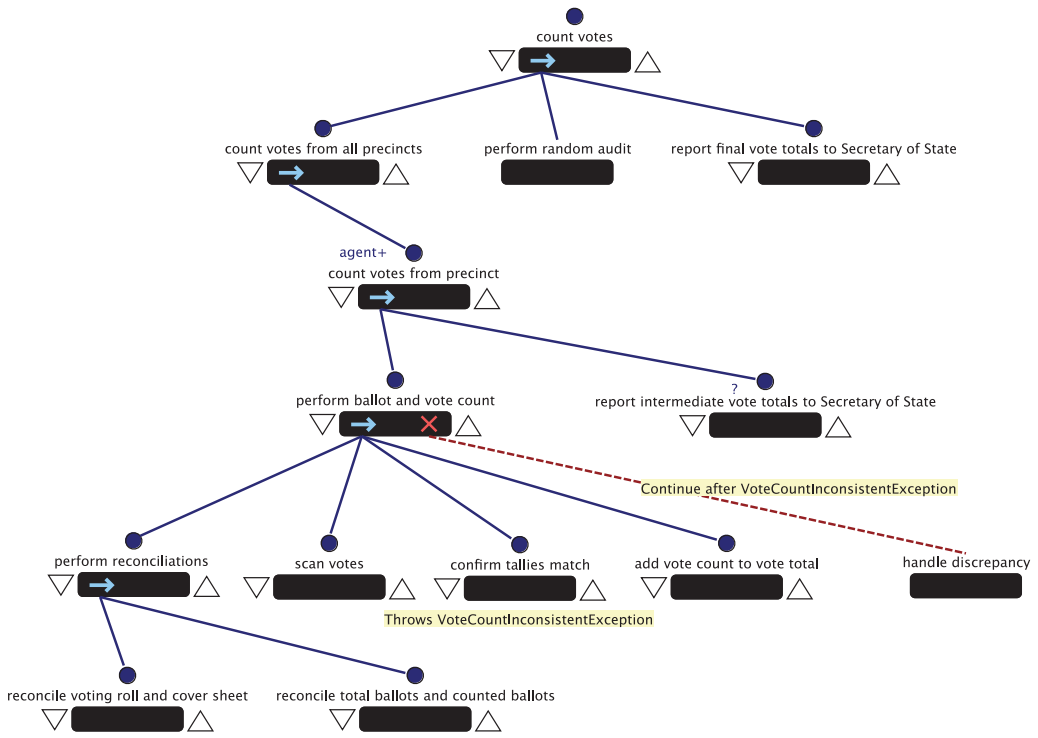 count votes
count votes from all precincts
perform random audit
report final vote totals to Secretary of State
agent+
count votes from precinct
perform ballot and vote count
?
report intermediate vote totals to Secretary of State
Continue after VoteCountInconsistentException
perform reconciliations
scan votes
confirm tallies match
add vote count to vote total
handle discrepancy
Throws VoteCountInconsistentException
reconcile voting roll and cover sheet
reconcile total ballots and counted ballots